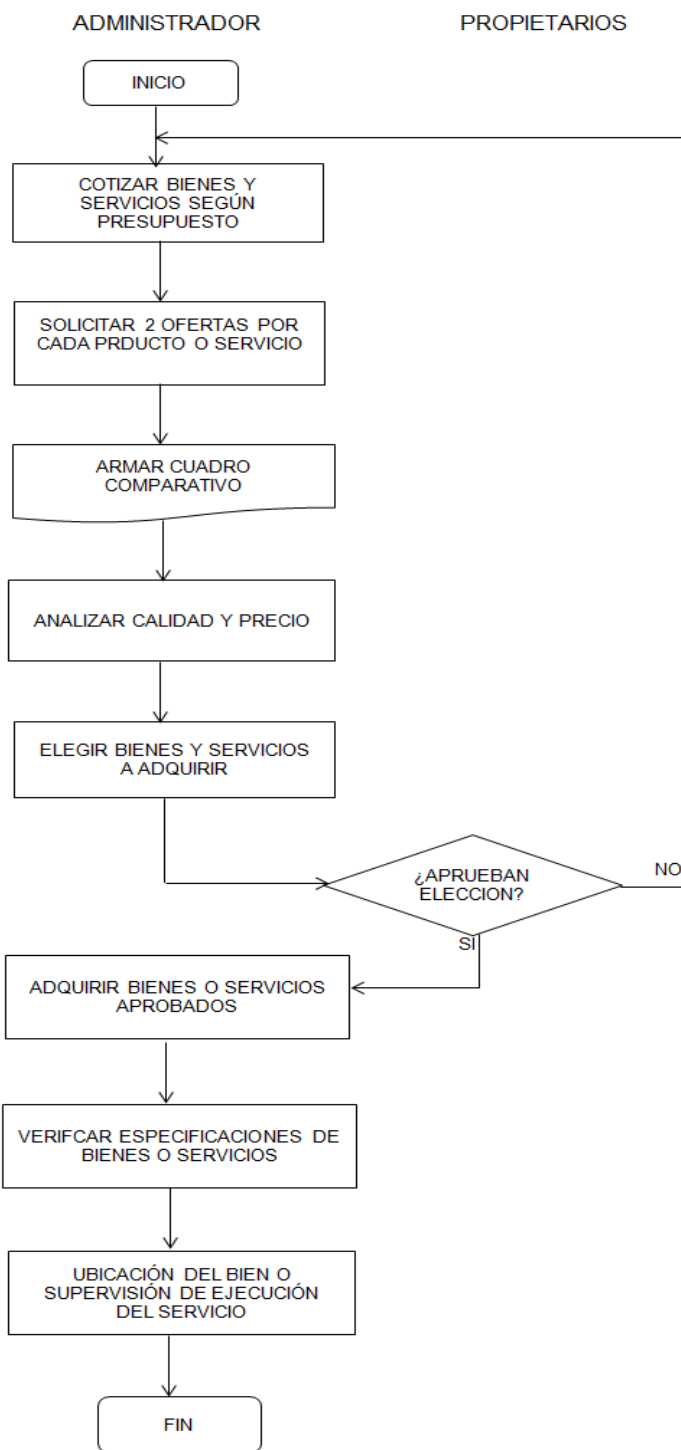 ADMINISTRADOR
PROPIETARIOS
INICIO
COTIZAR BIENES Y
SERVICIOS SEGÚN
PRESUPUESTO
SOLICITAR 2 OFERTAS POR
CADA PRDUCTO O SERVICIO
ARMAR CUADRO
COMPARATIVO
ANALIZAR CALIDAD Y PRECIO
ELEGIR BIENES Y SERVICIOS
A ADQUIRIR
¿APRUEBAN
ELECCION?
NO
SI
ADQUIRIR BIENES O SERVICIOS
APROBADOS
VERIFCAR ESPECIFICACIONES DE
BIENES O SERVICIOS
UBICACIÓN DEL BIEN O
SUPERVISIÓN DE EJECUCIÓN
DEL SERVICIO
FIN